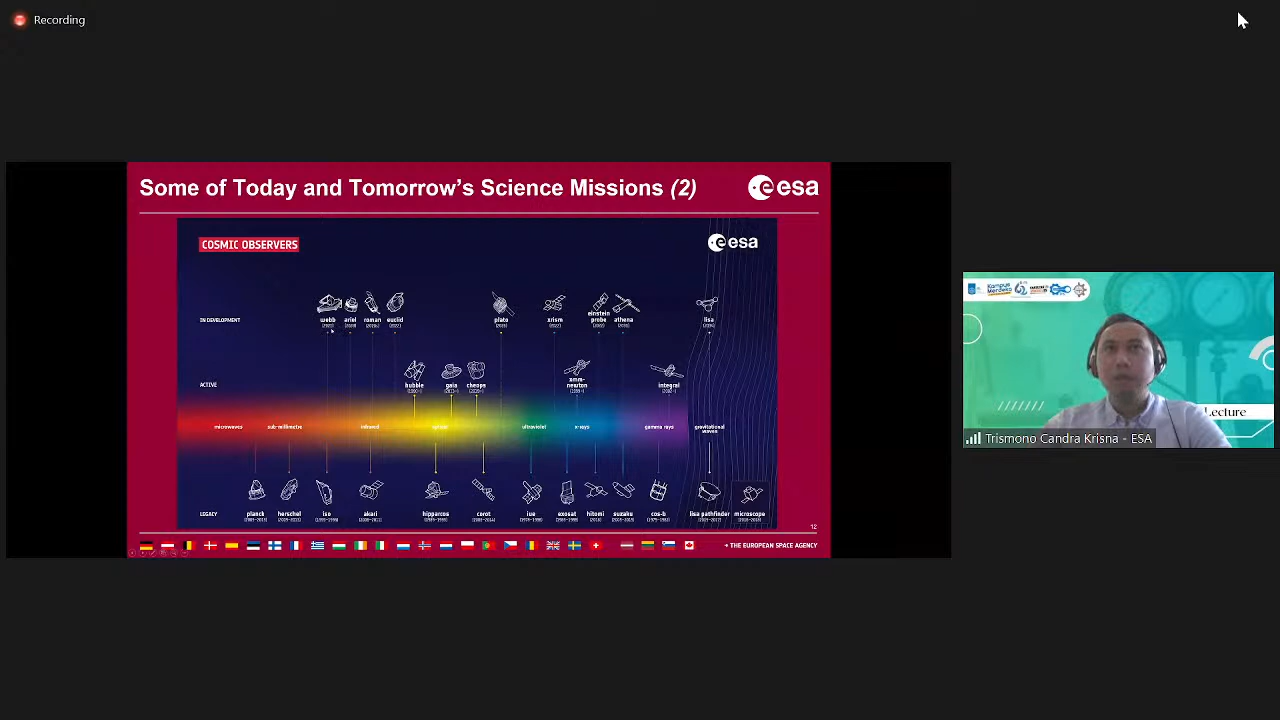 Recording
Some of Today and Tomorrow's Science Missions (2)
esa
COSMIC OBSERVERS
esa
IN DEVELOPMENT
webb
ariel
roman
euclid
plato
xrism
einstein probe
athena
lisa
ACTIVE
hubble
gaia
cheops
xmm-newton
integral
microwaves
sub-millimetre
infrared
optical
ultraviolet
x-rays
gamma rays
gravitational waves
LEGACY
planck
herschel
iso
akari
hipparcos
corot
iue
exosat
hitomi
suzaku
cos-b
lisa pathfinder
microscope
12
→ THE EUROPEAN SPACE AGENCY
Kampus
Merdeka
Lecture
Trismono Candra Krisna - ESA